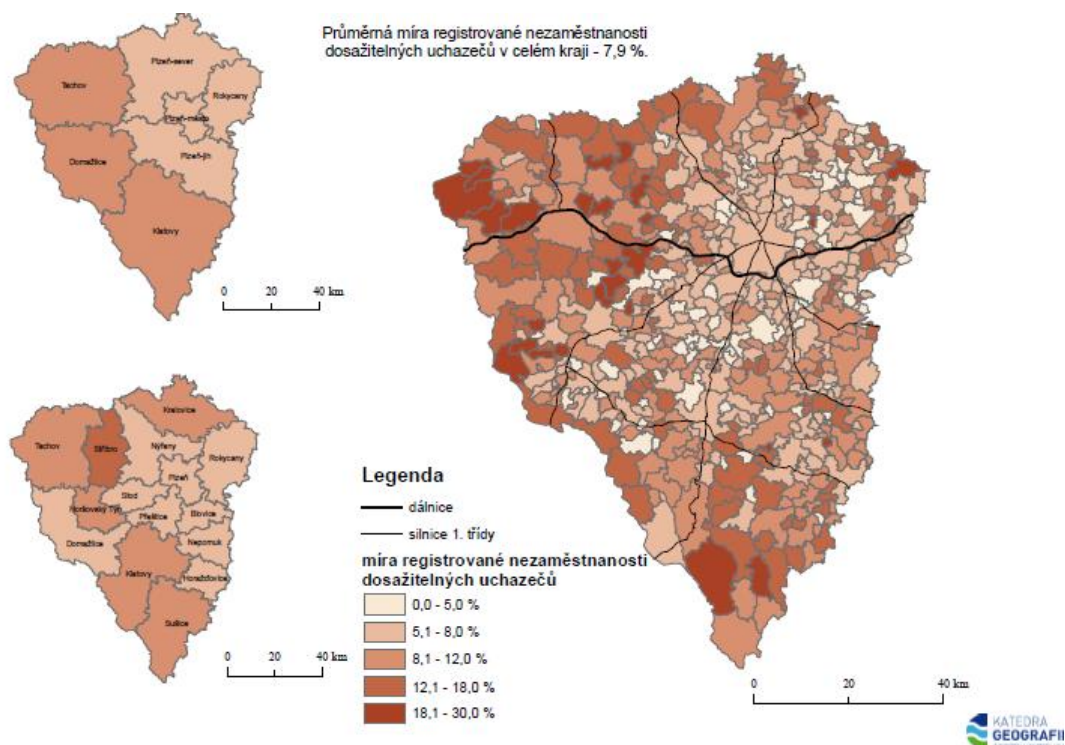 Průměrná míra registrované nezaměstnanosti
dosažitelných uchazečů v celém kraji - 7,9 %.
Plzeň-sever
Tachov
Rokycany
Plzeň-město
Plzeň-jih
Domažlice
Klatovy
0 20 40 km
Kralovice
Tachov
Stříbro
Nýřany
Rokycany
Plzeň
Stod
Horšovský Týn
Přeštice
Blovice
Domažlice
Nepomuk
Klatovy
Horažďovice
Sušice
0 20 40 km
Legenda
dálnice
silnice 1. třídy
míra registrované nezaměstnanosti
dosažitelných uchazečů
0,0 - 5,0 %
5,1 - 8,0 %
8,1 - 12,0 %
12,1 - 18,0 %
18,1 - 30,0 %
0 20 40 km
KATEDRA
GEOGRAFIE